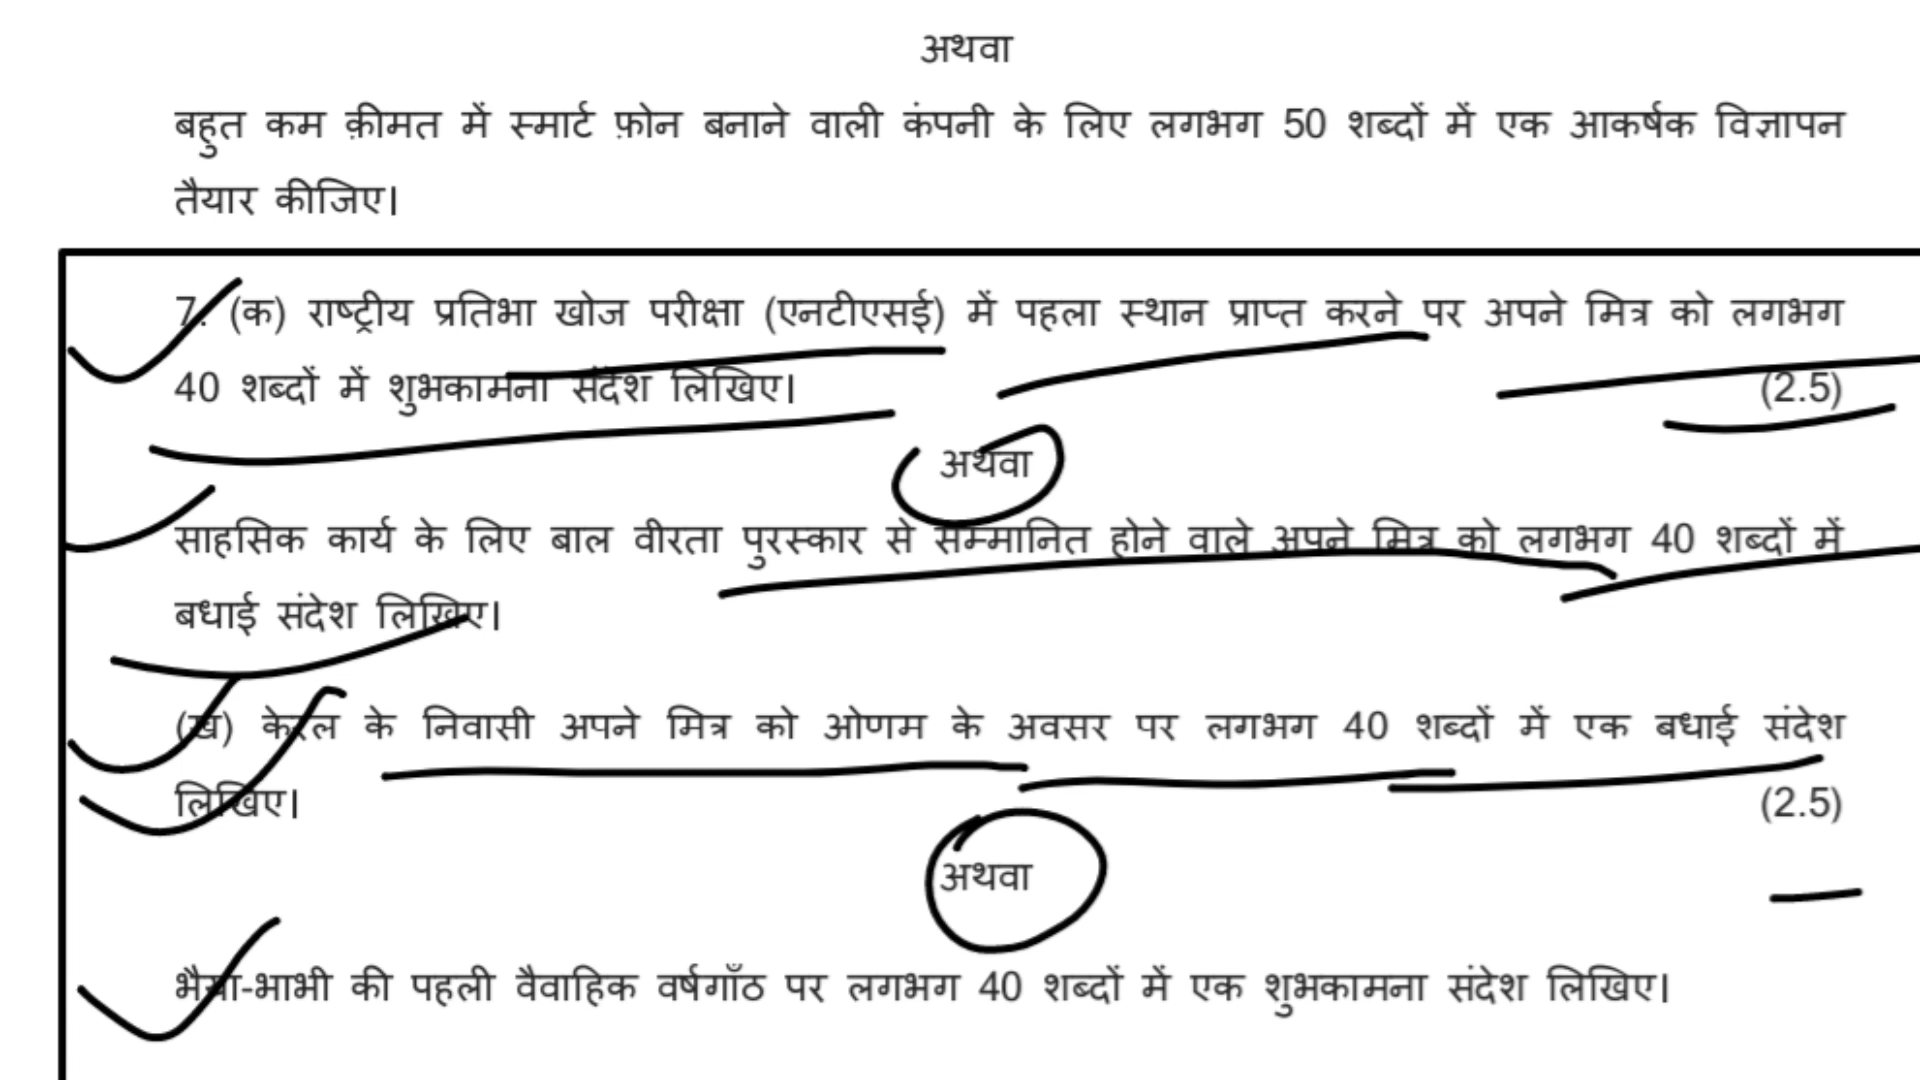 अथवा
बहुत कम क़ीमत में स्मार्ट फ़ोन बनाने वाली कंपनी के लिए लगभग 50 शब्दों में एक आकर्षक विज्ञापन
तैयार कीजिए।
7. (क) राष्ट्रीय प्रतिभा खोज परीक्षा (एनटीएसई) में पहला स्थान प्राप्त करने पर अपने मित्र को लगभग
40 शब्दों में शुभकामना संदेश लिखिए। (2.5)
अथवा
साहसिक कार्य के लिए बाल वीरता पुरस्कार से सम्मानित होने वाले अपने मित्र को लगभग 40 शब्दों में
बधाई संदेश लिखिए।
(ख) केरल के निवासी अपने मित्र को ओणम के अवसर पर लगभग 40 शब्दों में एक बधाई संदेश
लिखिए। (2.5)
अथवा
भैया-भाभी की पहली वैवाहिक वर्षगाँठ पर लगभग 40 शब्दों में एक शुभकामना संदेश लिखिए।